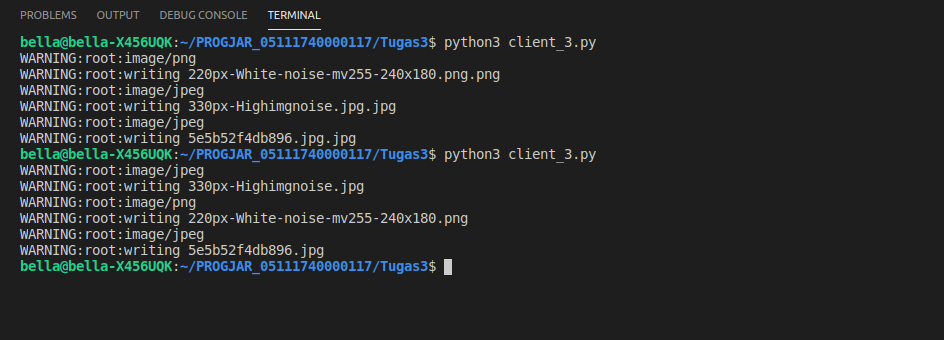 PROBLEMS OUTPUT DEBUG CONSOLE TERMINAL
bella@bella-X456UQK:~/PROGJAR_05111740000117/Tugas3$ python3 client_3.py
WARNING:root:image/png
WARNING:root:writing 220px-White-noise-mv255-240x180.png.png
WARNING:root:image/jpeg
WARNING:root:writing 330px-Highimgnoise.jpg.jpg
WARNING:root:image/jpeg
WARNING:root:writing 5e5b52f4db896.jpg.jpg
bella@bella-X456UQK:~/PROGJAR_05111740000117/Tugas3$ python3 client_3.py
WARNING:root:image/jpeg
WARNING:root:writing 330px-Highimgnoise.jpg
WARNING:root:image/png
WARNING:root:writing 220px-White-noise-mv255-240x180.png
WARNING:root:image/jpeg
WARNING:root:writing 5e5b52f4db896.jpg
bella@bella-X456UQK:~/PROGJAR_05111740000117/Tugas3$